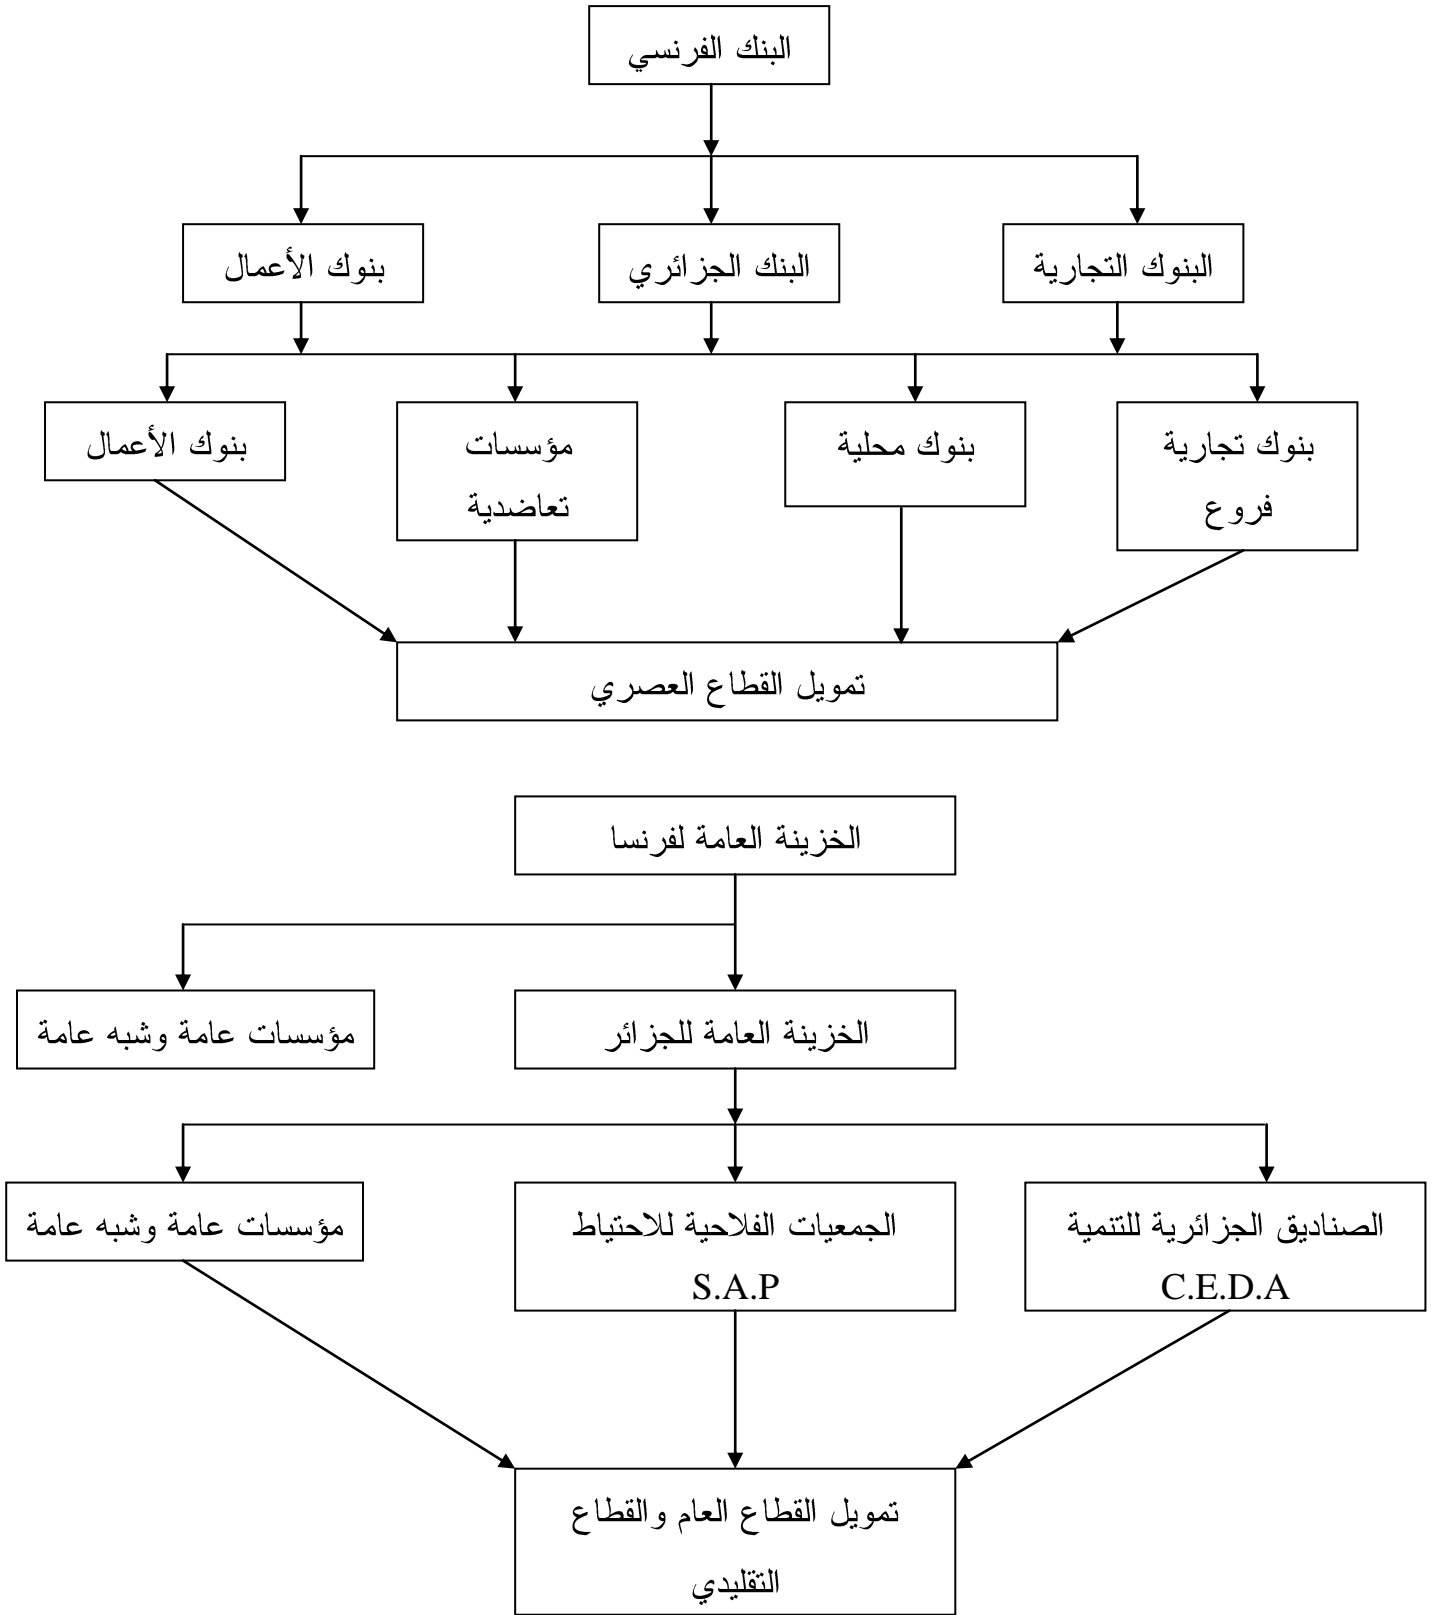 البنك الفرنسي
البنوك التجارية
البنك الجزائري
بنوك الأعمال
بنوك تجارية
فروع
بنوك محلية
مؤسسات
تعاضدية
بنوك الأعمال
تمويل القطاع العصري
الخزينة العامة لفرنسا
الخزينة العامة للجزائر
مؤسسات عامة وشبه عامة
الصناديق الجزائرية للتنمية
C.E.D.A
الجمعيات الفلاحية للاحتياط
S.A.P
مؤسسات عامة وشبه عامة
تمويل القطاع العام والقطاع
التقليدي